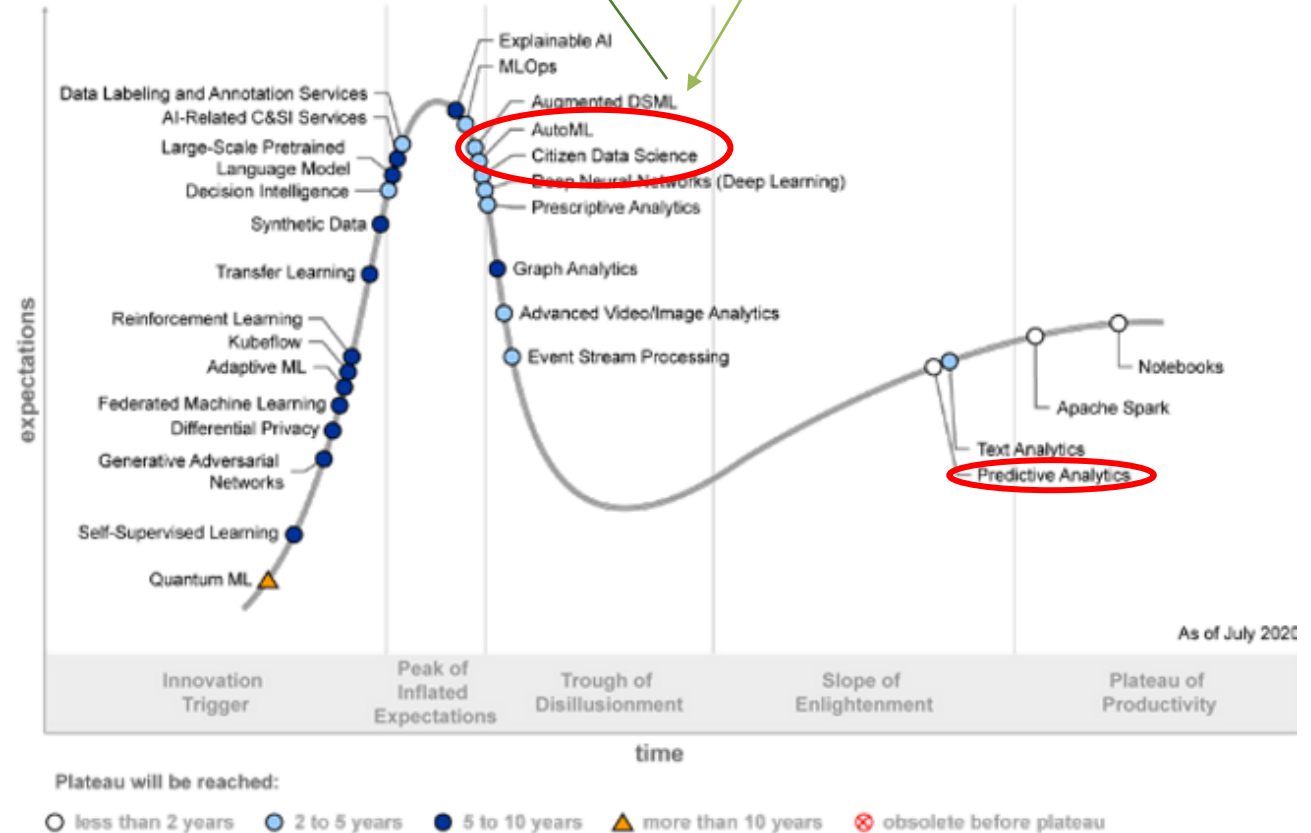 Explainable AI
MLOps
Data Labeling and Annotation Services
AI-Related C&SI Services
Large-Scale Pretrained
Language Model
Decision Intelligence
Synthetic Data
Transfer Learning
Reinforcement Learning
Kubeflow
Adaptive ML
Federated Machine Learning
Differential Privacy
Generative Adversarial
Networks
Self-Supervised Learning
Quantum ML
Augmented DSML
AutoML
Citizen Data Science
Deep Neural Networks (Deep Learning)
Prescriptive Analytics
Graph Analytics
Advanced Video/Image Analytics
Event Stream Processing
Notebooks
Apache Spark
Text Analytics
Predictive Analytics
As of July 2020
expectations
Innovation
Trigger
Peak of
Inflated
Expectations
Trough of
Disillusionment
Slope of
Enlightenment
Plateau of
Productivity
time
Plateau will be reached:
less than 2 years
2 to 5 years
5 to 10 years
more than 10 years
obsolete before plateau